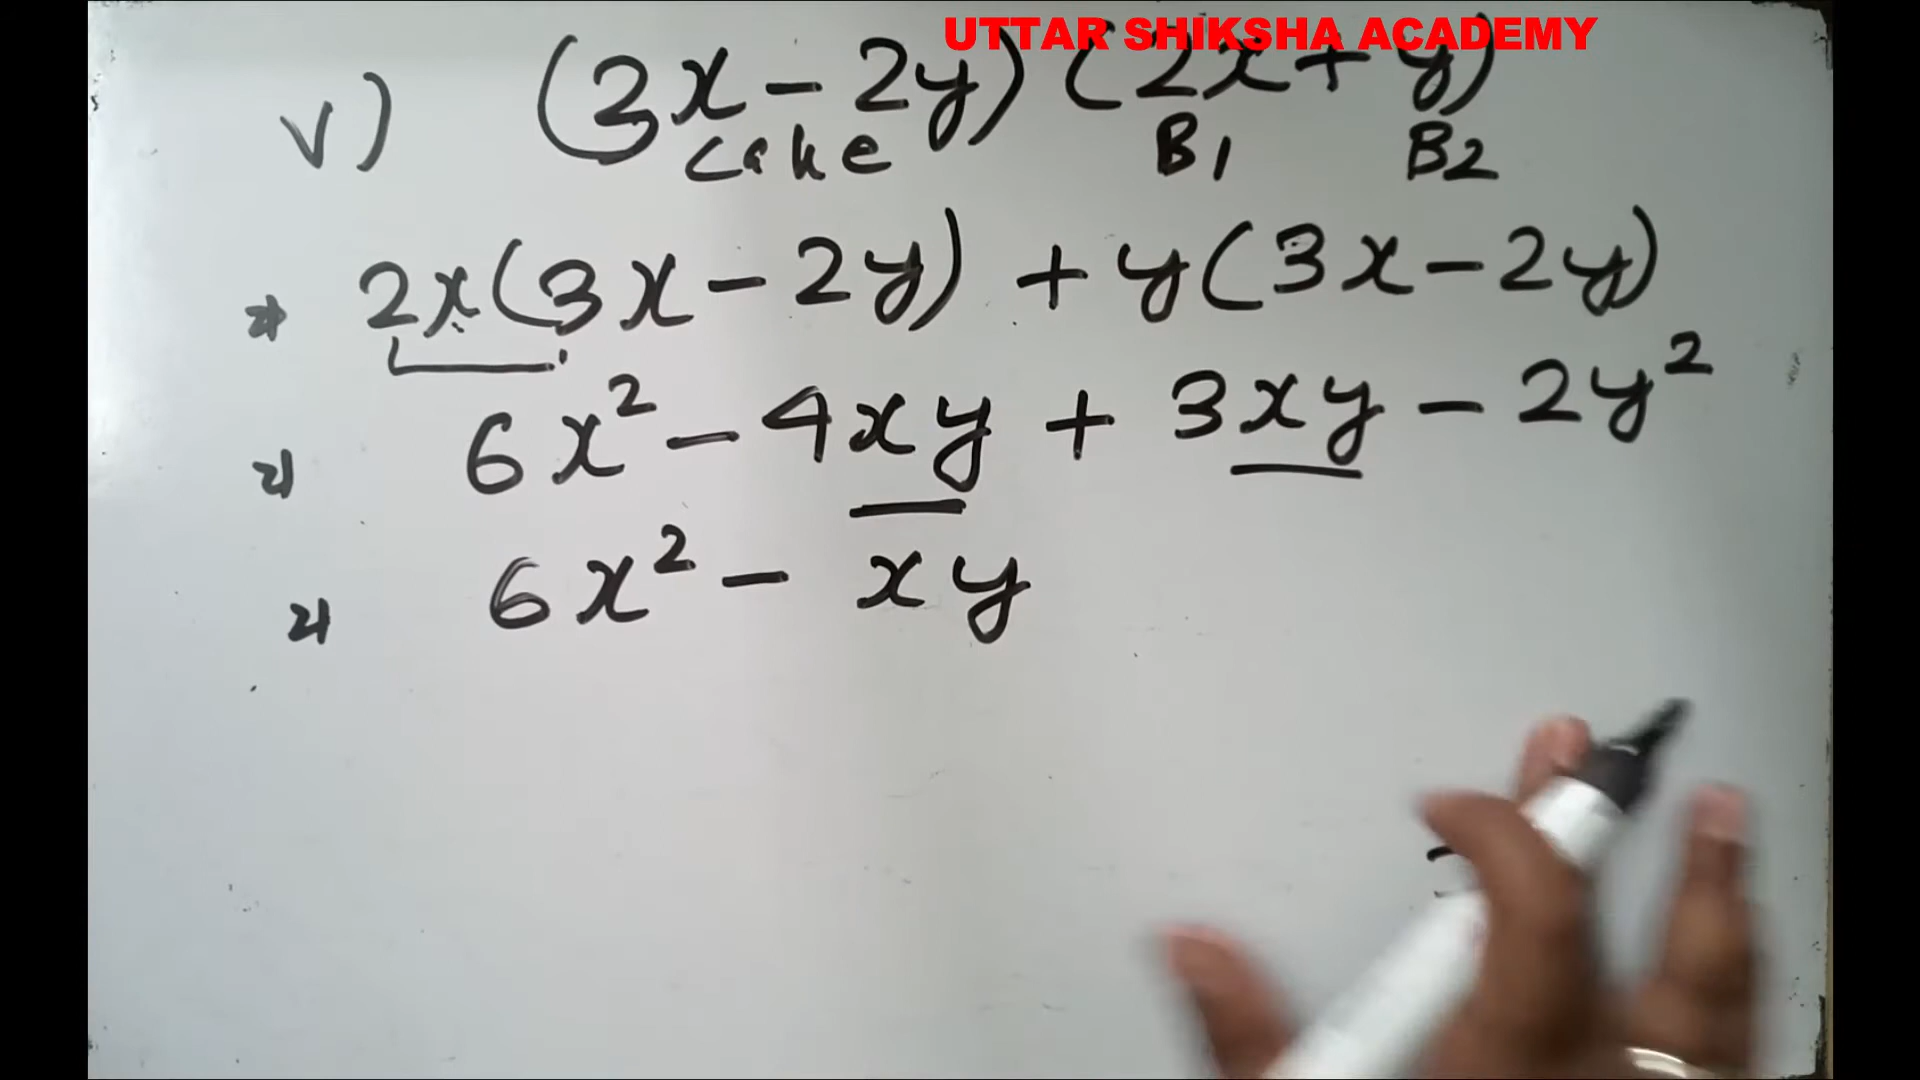 UTTAR SHIKSHA ACADEMY
v) (3x - 2y) (2x + y)
Cake B1 B2
⇒ 2x(3x - 2y) + y(3x - 2y)
⇒ 6x² - 4xy + 3xy - 2y²
⇒ 6x² - xy